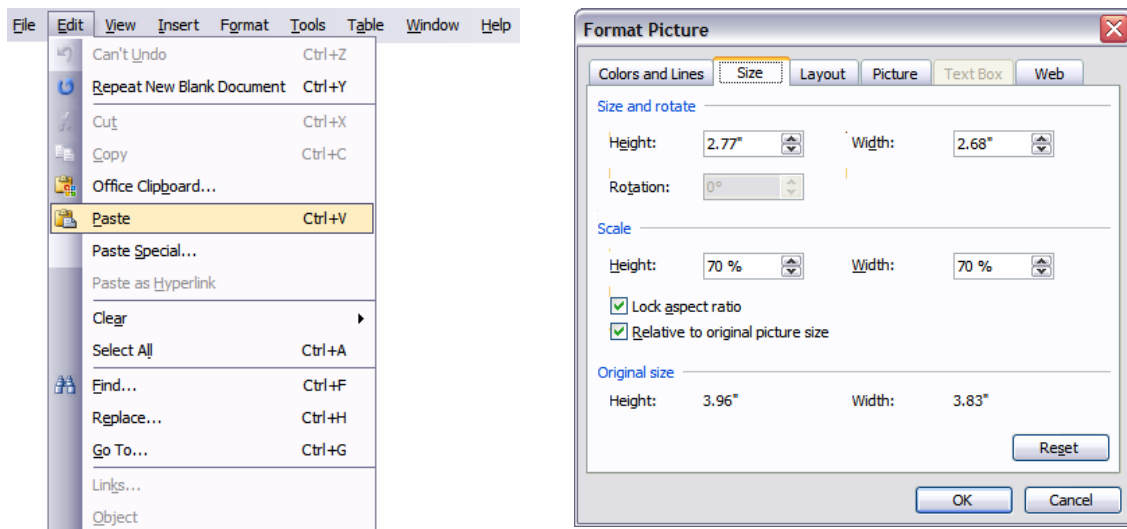 File Edit View Insert Format Tools Table Window Help
Can't Undo Ctrl+Z
Repeat New Blank Document Ctrl+Y
Cut Ctrl+X
Copy Ctrl+C
Office Clipboard...
Paste Ctrl+V
Paste Special...
Paste as Hyperlink
Clear
Select All Ctrl+A
Find... Ctrl+F
Replace... Ctrl+H
Go To... Ctrl+G
Links...
Object
Format Picture
Colors and Lines Size Layout Picture Text Box Web
Size and rotate
Height: 2.77" Width: 2.68"
Rotation: 0°
Scale
Height: 70 % Width: 70 %
Lock aspect ratio
Relative to original picture size
Original size
Height: 3.96" Width: 3.83"
Reset
OK Cancel